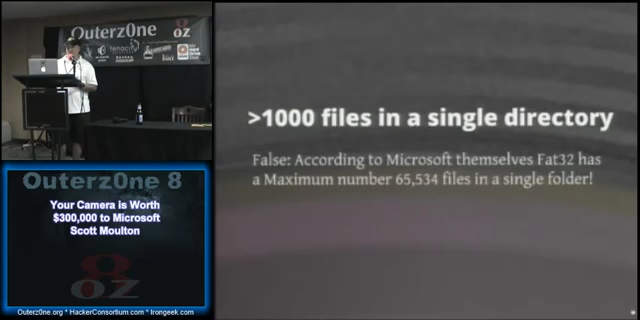 Outerz0ne
oz
tenacity
>1000 files in a single directory
False: According to Microsoft themselves Fat32 has
a Maximum number 65,534 files in a single folder!
Outerz0ne 8
Your Camera is Worth
$300,000 to Microsoft
Scott Moulton
OZ
Outerz0ne.org * HackerConsortium.com * Irongeek.com